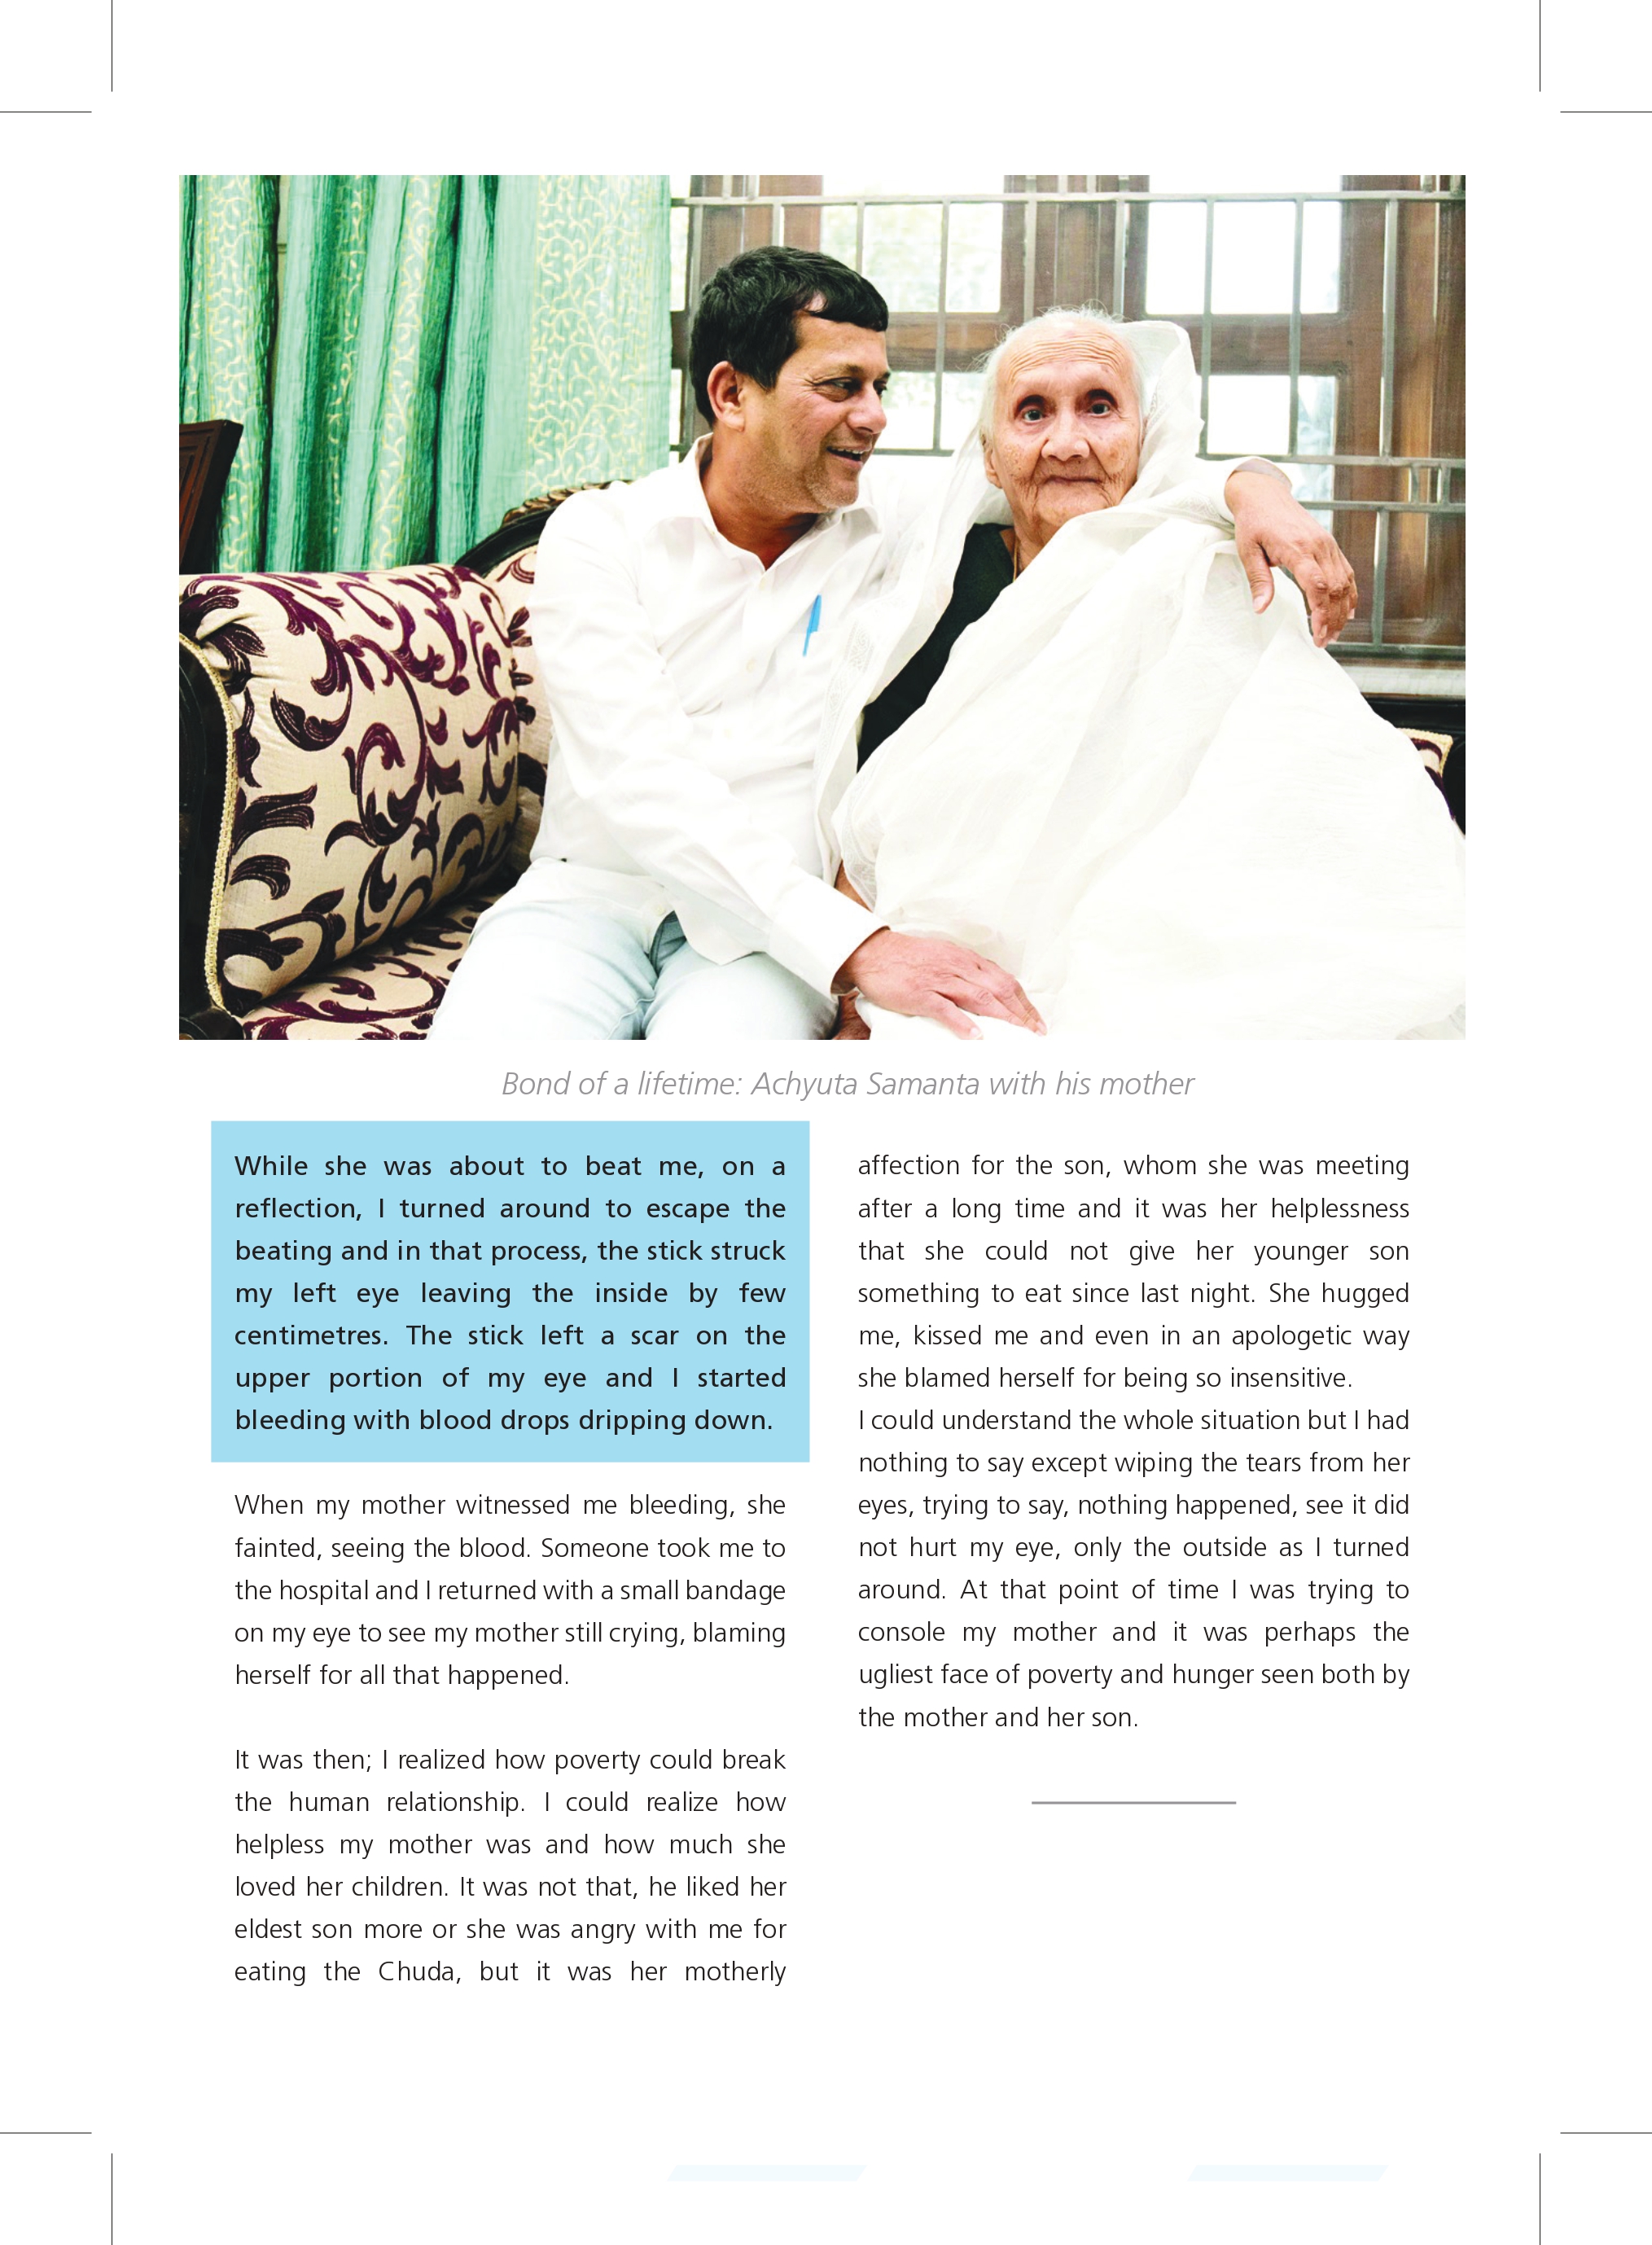 Bond of a lifetime: Achyuta Samanta with his mother
While she was about to beat me, on a
reflection, I turned around to escape the
beating and in that process, the stick struck
my left eye leaving the inside by few
centimetres. The stick left a scar on the
upper portion of my eye and I started
bleeding with blood drops dripping down.
When my mother witnessed me bleeding, she
fainted, seeing the blood. Someone took me to
the hospital and I returned with a small bandage
on my eye to see my mother still crying, blaming
herself for all that happened.
It was then; I realized how poverty could break
the human relationship. I could realize how
helpless my mother was and how much she
loved her children. It was not that, he liked her
eldest son more or she was angry with me for
eating the Chuda, but it was her motherly
affection for the son, whom she was meeting
after a long time and it was her helplessness
that she could not give her younger son
something to eat since last night. She hugged
me, kissed me and even in an apologetic way
she blamed herself for being so insensitive.
I could understand the whole situation but I had
nothing to say except wiping the tears from her
eyes, trying to say, nothing happened, see it did
not hurt my eye, only the outside as I turned
around. At that point of time I was trying to
console my mother and it was perhaps the
ugliest face of poverty and hunger seen both by
the mother and her son.